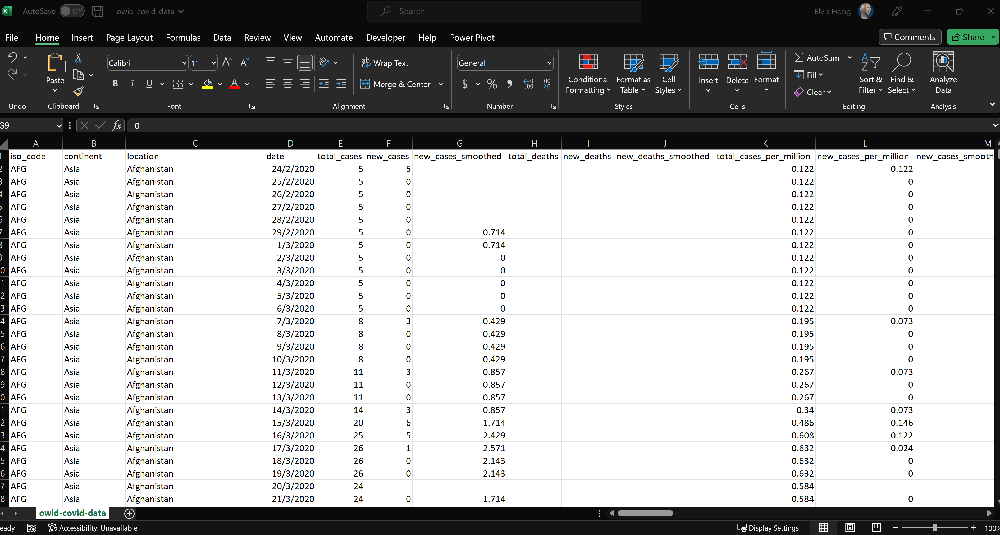 AutoSave Off owid-covid-data Search Elvis Hong
File Home Insert Page Layout Formulas Data Review View Automate Developer Help Power Pivot Comments Share
Calibri 11 Wrap Text General AutoSum
Paste B I U A Merge & Center $ % Conditional Formatting Format as Table Cell Styles Insert Delete Format Fill Clear Sort & Filter Find & Select Analyze Data
Undo Clipboard Font Alignment Number Styles Cells Editing Analysis
G9 fx 0
A B C D E F G H I J K L M
1 iso_code continent location date total_cases new_cases new_cases_smoothed total_deaths new_deaths new_deaths_smoothed total_cases_per_million new_cases_per_million new_cases_smooth
2 AFG Asia Afghanistan 24/2/2020 5 5 0.122 0.122
3 AFG Asia Afghanistan 25/2/2020 5 0 0.122 0
4 AFG Asia Afghanistan 26/2/2020 5 0 0.122 0
5 AFG Asia Afghanistan 27/2/2020 5 0 0.122 0
6 AFG Asia Afghanistan 28/2/2020 5 0 0.122 0
7 AFG Asia Afghanistan 29/2/2020 5 0 0.714 0.122 0
8 AFG Asia Afghanistan 1/3/2020 5 0 0.714 0.122 0
9 AFG Asia Afghanistan 2/3/2020 5 0 0 0.122 0
0 AFG Asia Afghanistan 3/3/2020 5 0 0 0.122 0
1 AFG Asia Afghanistan 4/3/2020 5 0 0 0.122 0
2 AFG Asia Afghanistan 5/3/2020 5 0 0 0.122 0
3 AFG Asia Afghanistan 6/3/2020 5 0 0 0.122 0
4 AFG Asia Afghanistan 7/3/2020 8 3 0.429 0.195 0.073
5 AFG Asia Afghanistan 8/3/2020 8 0 0.429 0.195 0
6 AFG Asia Afghanistan 9/3/2020 8 0 0.429 0.195 0
7 AFG Asia Afghanistan 10/3/2020 8 0 0.429 0.195 0
8 AFG Asia Afghanistan 11/3/2020 11 3 0.857 0.267 0.073
9 AFG Asia Afghanistan 12/3/2020 11 0 0.857 0.267 0
0 AFG Asia Afghanistan 13/3/2020 11 0 0.857 0.267 0
1 AFG Asia Afghanistan 14/3/2020 14 3 0.857 0.34 0.073
2 AFG Asia Afghanistan 15/3/2020 20 6 1.714 0.486 0.146
3 AFG Asia Afghanistan 16/3/2020 25 5 2.429 0.608 0.122
4 AFG Asia Afghanistan 17/3/2020 26 1 2.571 0.632 0.024
5 AFG Asia Afghanistan 18/3/2020 26 0 2.143 0.632 0
6 AFG Asia Afghanistan 19/3/2020 26 0 2.143 0.632 0
7 AFG Asia Afghanistan 20/3/2020 24 0.584
8 AFG Asia Afghanistan 21/3/2020 24 0 1.714 0.584 0
owid-covid-data
eady Accessibility: Unavailable Display Settings 100%